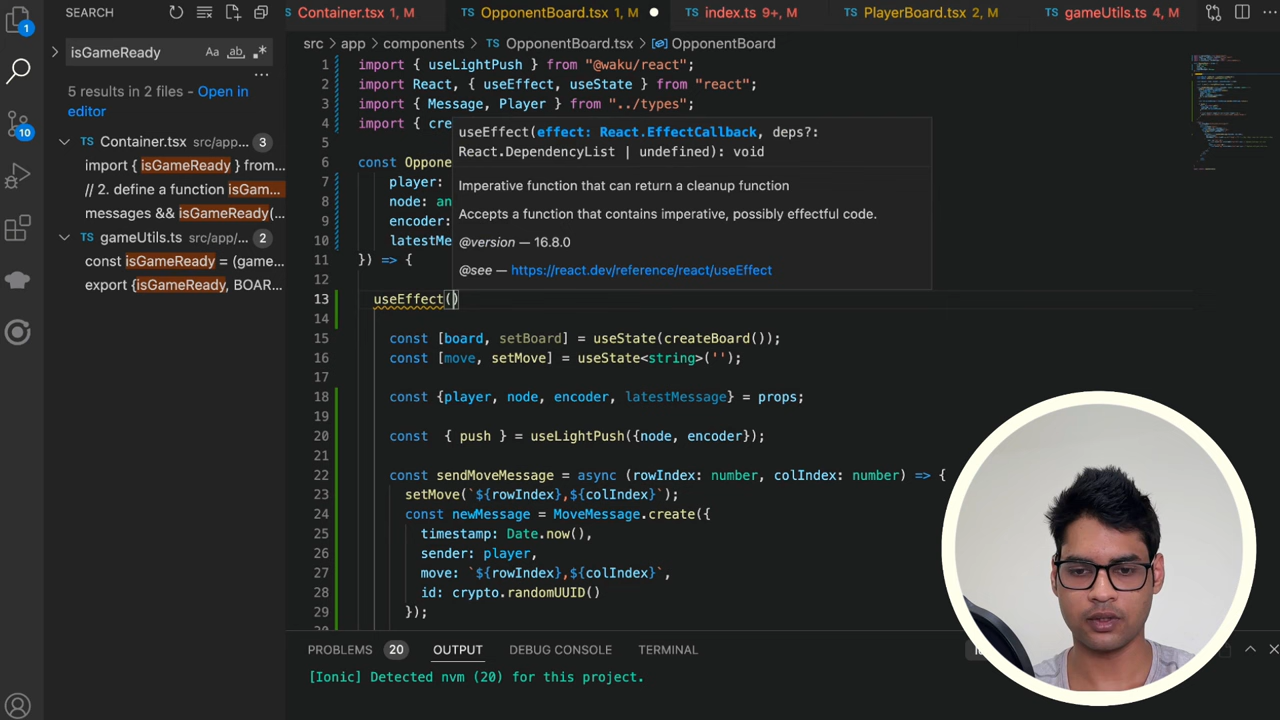 SEARCH
Container.tsx 1, M
OpponentBoard.tsx 1, M
index.ts 9+, M
PlayerBoard.tsx 2, M
gameUtils.ts 4, M
1
isGameReady
Aa
ab
.*
src > app > components > TS OpponentBoard.tsx > OpponentBoard
5 results in 2 files - Open in
editor
TS Container.tsx src/app... 3
import { isGameReady } from...
// 2. define a function isGam...
messages && isGameReady(...
TS gameUtils.ts src/app/... 2
const isGameReady = (game...
export {isGameReady, BOAR...
10
1 import { useLightPush } from "@waku/react";
2 import React, { useEffect, useState } from "react";
3 import { Message, Player } from "../types";
4 import { cre
5
6 const Oppon
7 player:
8 node: an
9 encoder:
10 latestMe
11 }) => {
12
13 useEffect()
14
15 const [board, setBoard] = useState(createBoard());
16 const [move, setMove] = useState<string>('');
17
18 const {player, node, encoder, latestMessage} = props;
19
20 const { push } = useLightPush({node, encoder});
21
22 const sendMoveMessage = async (rowIndex: number, colIndex: number) => {
23 setMove(`${rowIndex},${colIndex}`);
24 const newMessage = MoveMessage.create({
25 timestamp: Date.now(),
26 sender: player,
27 move: `${rowIndex},${colIndex}`,
28 id: crypto.randomUUID()
29 });
useEffect(effect: React.EffectCallback, deps?:
React.DependencyList | undefined): void
Imperative function that can return a cleanup function
Accepts a function that contains imperative, possibly effectful code.
@version — 16.8.0
@see — https://react.dev/reference/react/useEffect
PROBLEMS 20 OUTPUT DEBUG CONSOLE TERMINAL
[Ionic] Detected nvm (20) for this project.